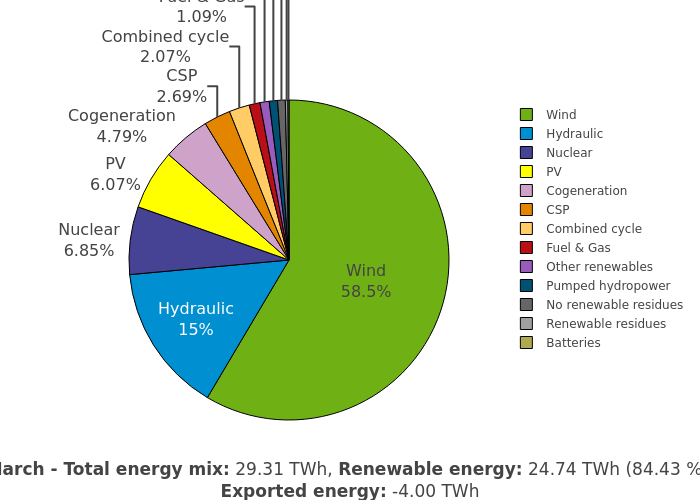 1.09%
Combined cycle
2.07%
CSP
2.69%
Cogeneration
4.79%
PV
6.07%
Nuclear
6.85%
Wind
58.5%
Hydraulic
15%
Wind
Hydraulic
Nuclear
PV
Cogeneration
CSP
Combined cycle
Fuel & Gas
Other renewables
Pumped hydropower
No renewable residues
Renewable residues
Batteries
- Total energy mix: 29.31 TWh, Renewable energy: 24.74 TWh (84.43 %
Exported energy: -4.00 TWh